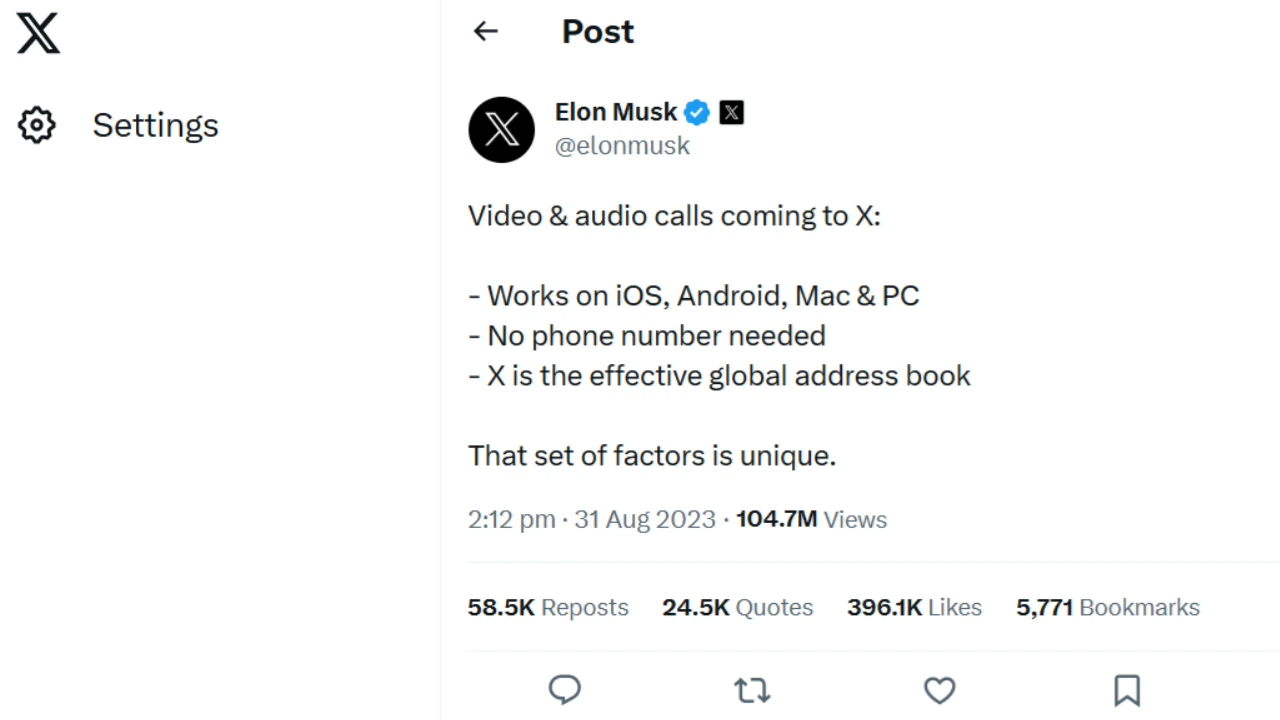 Settings
Post
Elon Musk
@elonmusk
Video & audio calls coming to X:
- Works on iOS, Android, Mac & PC
- No phone number needed
- X is the effective global address book
That set of factors is unique.
2:12 pm · 31 Aug 2023 · 104.7M Views
58.5K Reposts 24.5K Quotes 396.1K Likes 5,771 Bookmarks